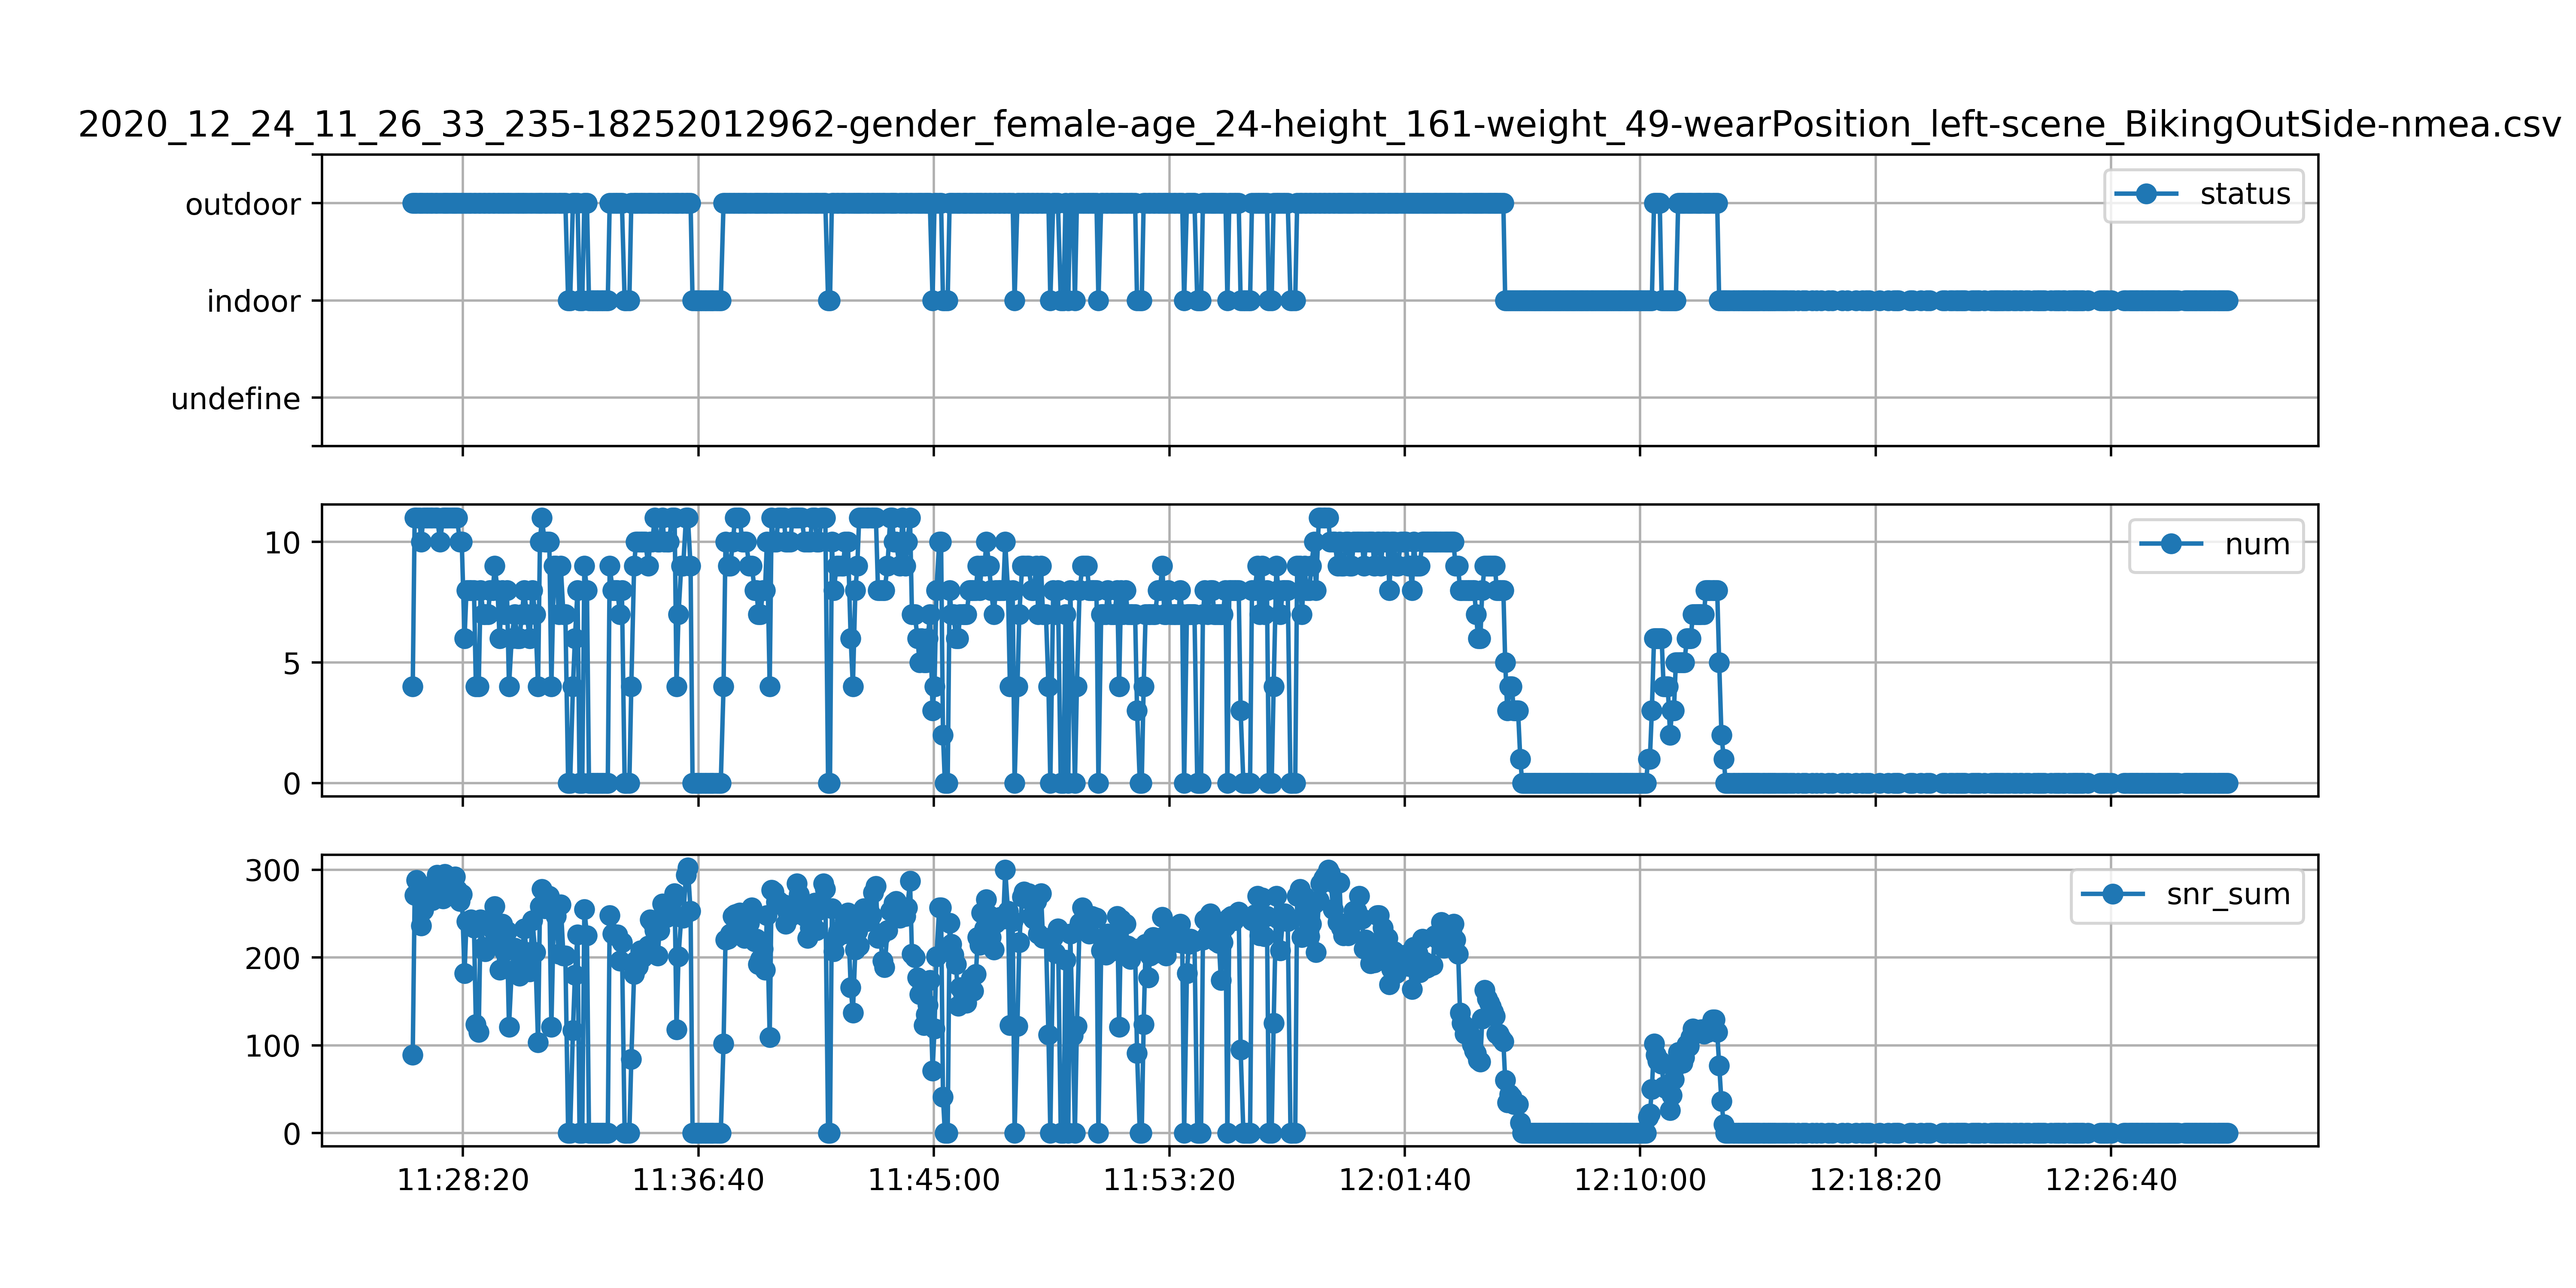 2020_12_24_11_26_33_235-18252012962-gender_female-age_24-height_161-weight_49-wearPosition_left-scene_BikingOutSide-nmea.csv
outdoor
indoor
undefine
status
10
5
0
num
300
200
100
0
snr_sum
11:28:20 11:36:40 11:45:00 11:53:20 12:01:40 12:10:00 12:18:20 12:26:40